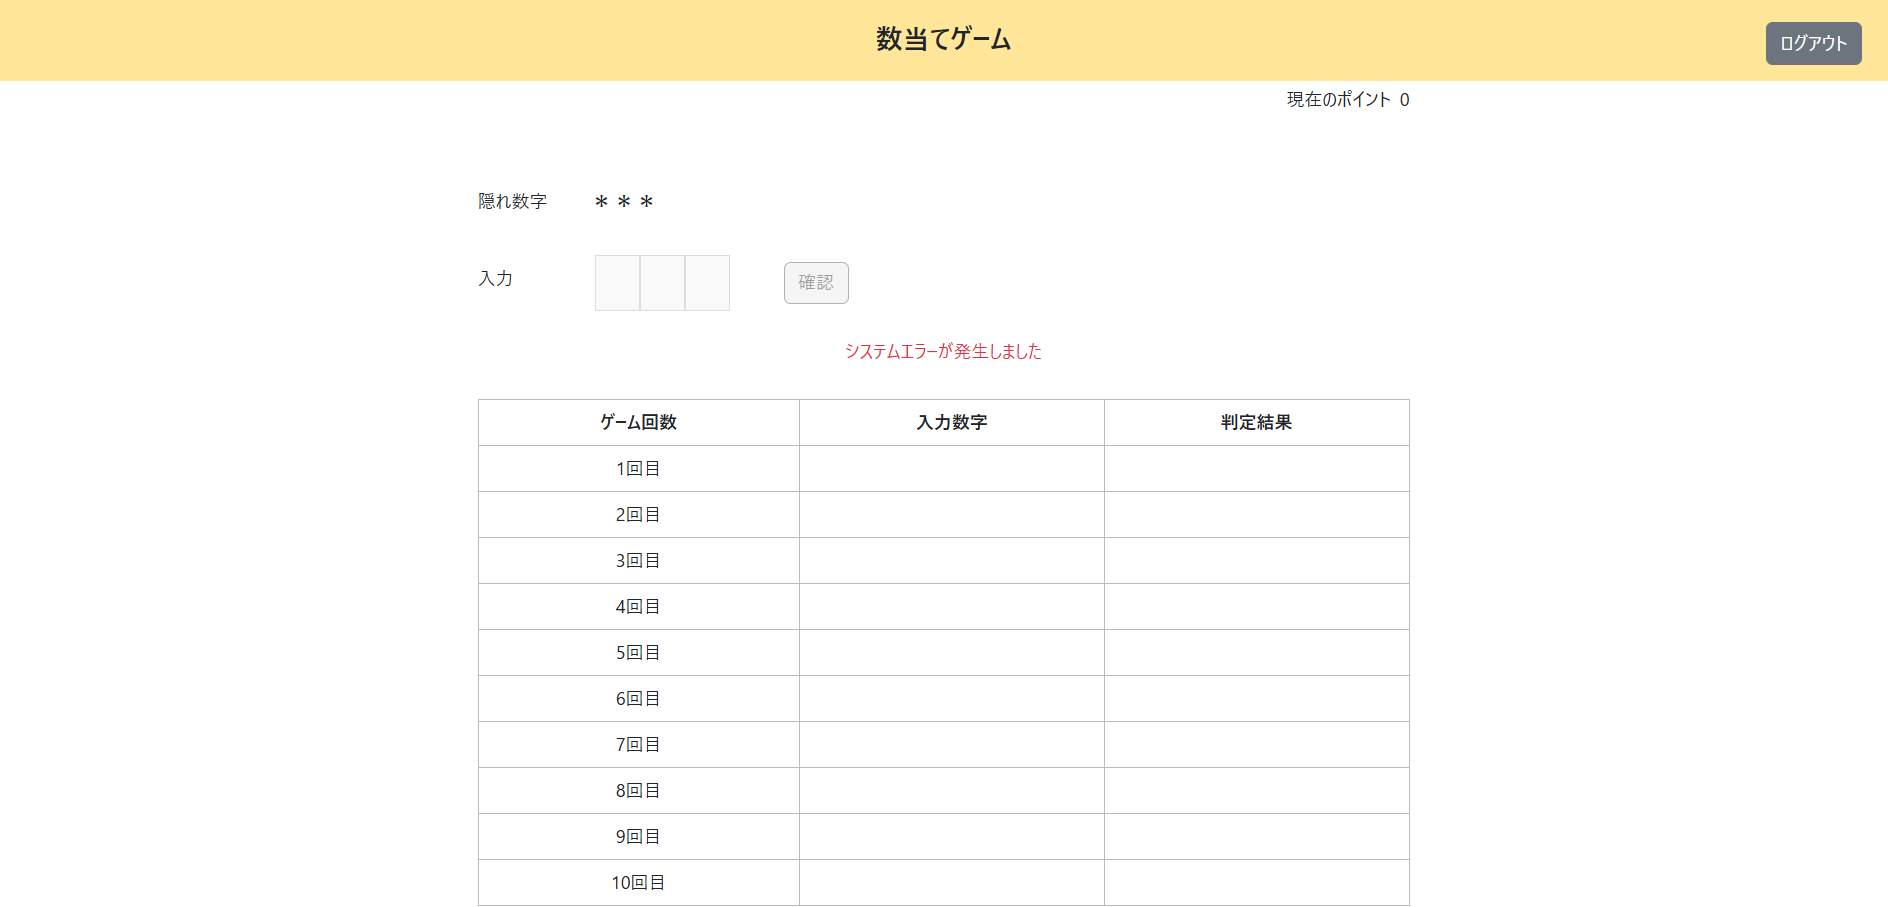 数当てゲーム
ログアウト
現在のポイント 0
隠れ数字 ＊＊＊
入力 確認
システムエラーが発生しました
ゲーム回数 入力数字 判定結果
1回目
2回目
3回目
4回目
5回目
6回目
7回目
8回目
9回目
10回目